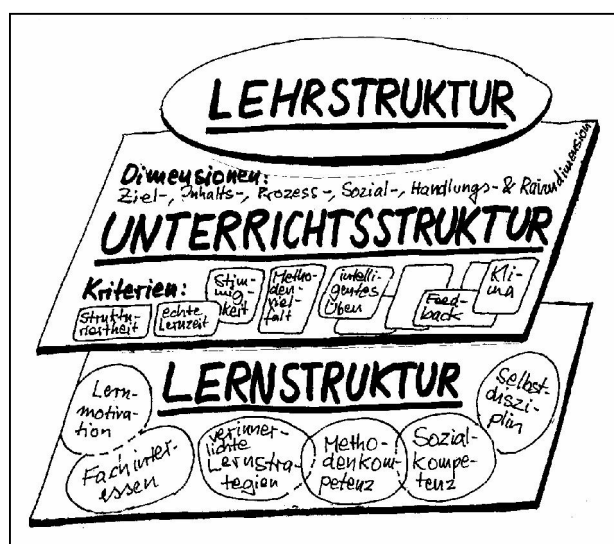 LEHRSTRUKTUR
Dimensionen:
Ziel-, Inhalts-, Prozess-, Sozial-, Handlungs- & Raumdimension
UNTERRICHTSSTRUKTUR
Kriterien:
Struktu-
riertheit
echte
Lernzeit
Stim-
mig-
keit
Metho-
den-
viel-
falt
intelli-
gentes
Üben
Feed-
back
Kli-
ma
LERNSTRUKTUR
Lern-
motiva-
tion
Fachinter-
essen
verinner-
lichte
Lernstra-
tegien
Metho-
denkom-
petenz
Sozial-
kompe-
tenz
Selbst-
diszi-
plin